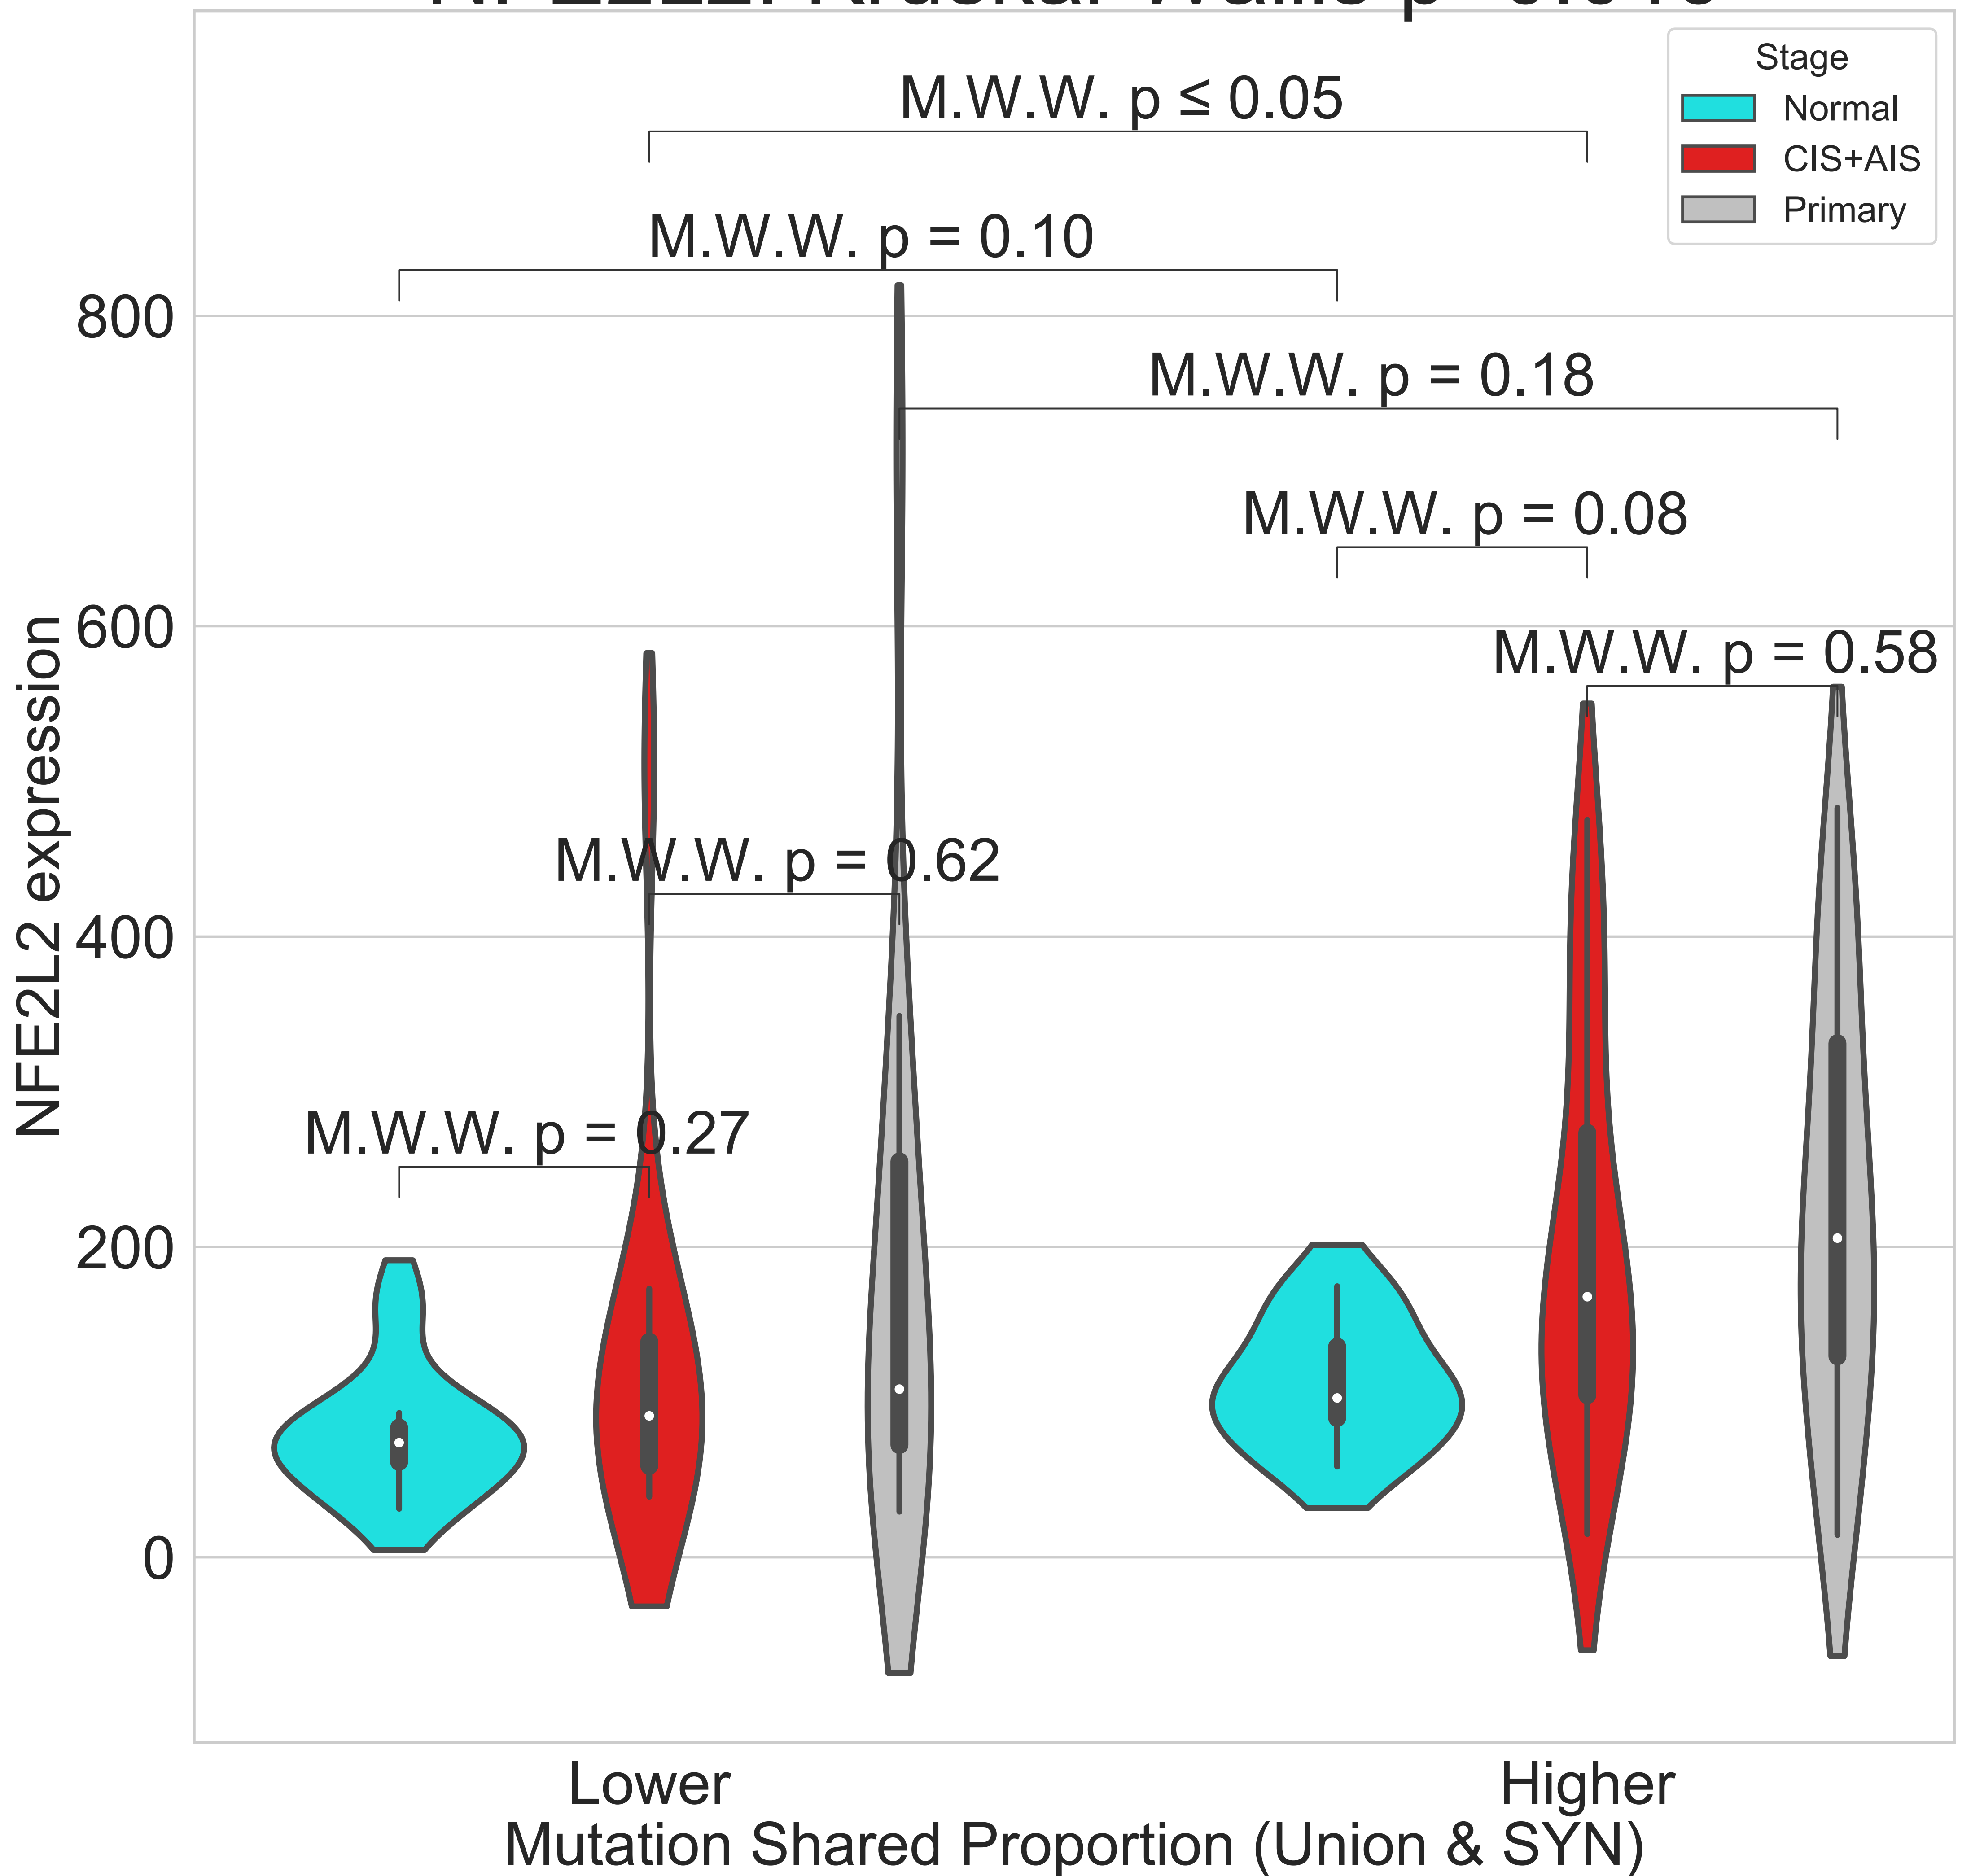 Stage
Normal
CIS+AIS
Primary
M.W.W. p ≤ 0.05
M.W.W. p = 0.10
M.W.W. p = 0.18
M.W.W. p = 0.08
M.W.W. p = 0.58
M.W.W. p = 0.62
M.W.W. p = 0.27
800
600
400
200
0
NFE2L2 expression
Lower
Higher
Mutation Shared Proportion (Union & SYN)